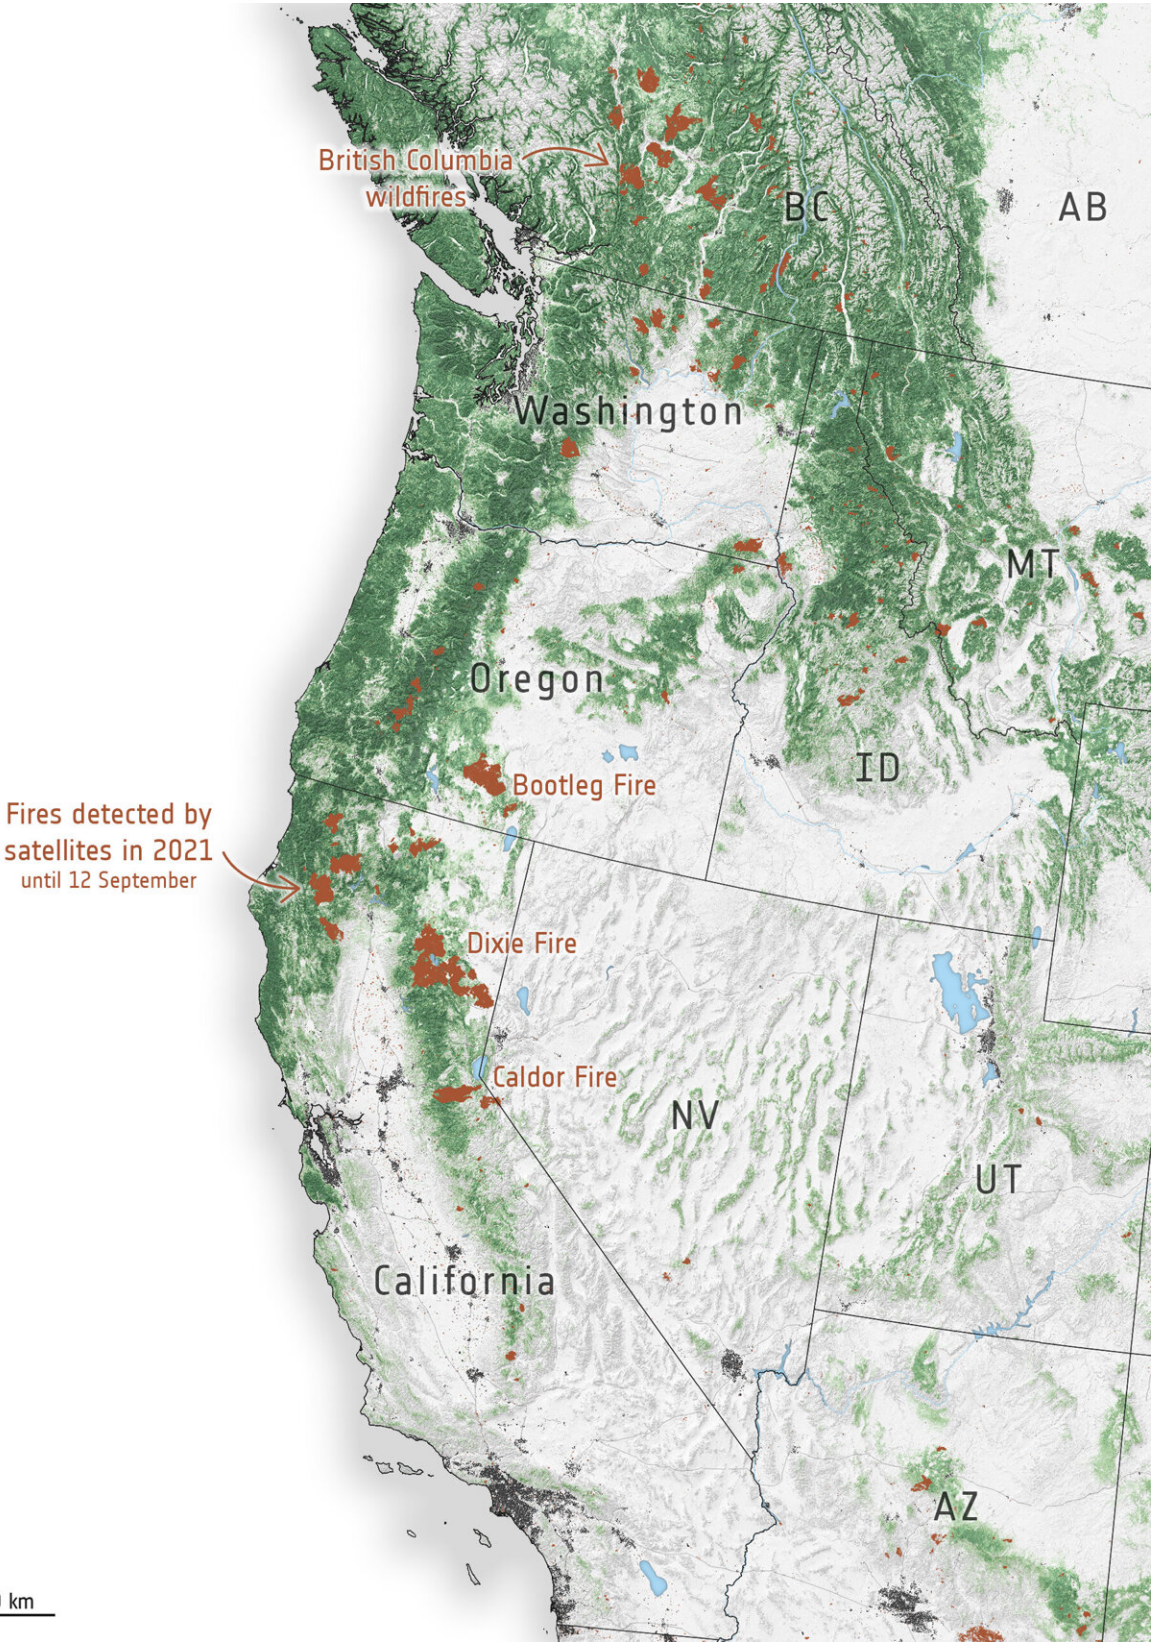 British Columbia
wildfires
BC
AB
Washington
MT
Oregon
ID
Bootleg Fire
Fires detected by
satellites in 2021
until 12 September
Dixie Fire
Caldor Fire
NV
UT
California
AZ
km